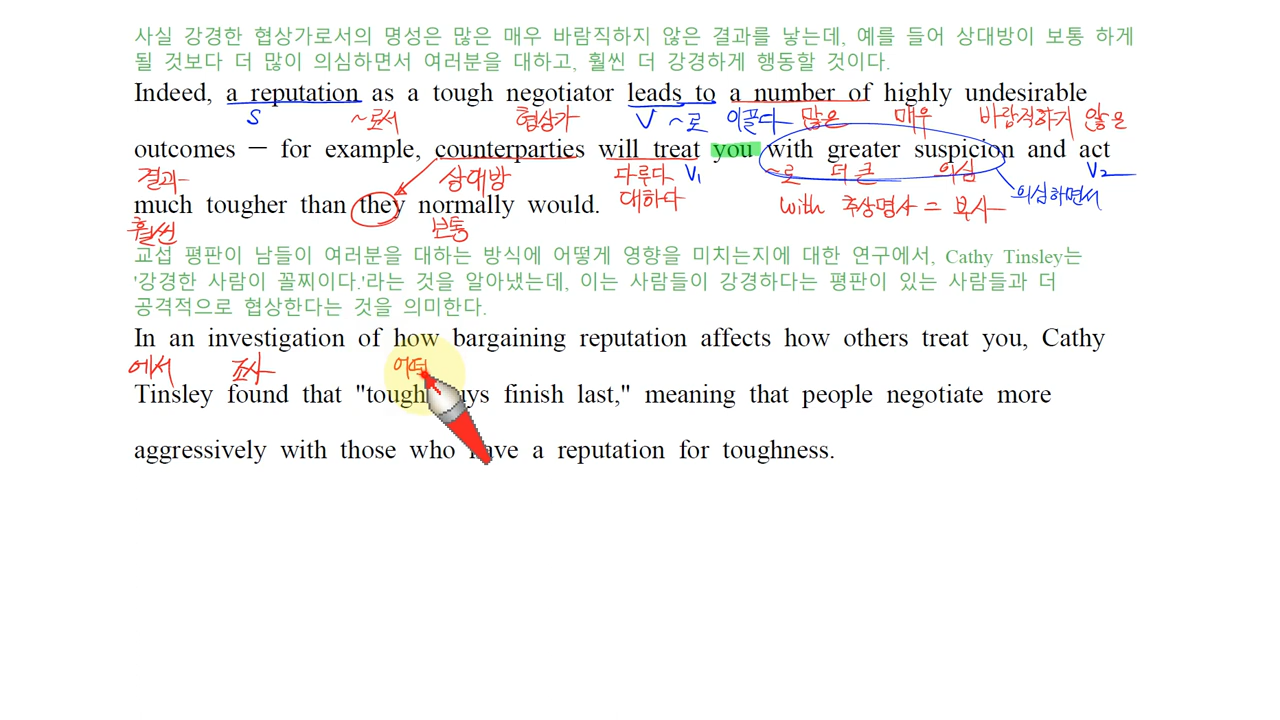 사실 강경한 협상가로서의 명성은 많은 매우 바람직하지 않은 결과를 낳는데, 예를 들어 상대방이 보통 하게
될 것보다 더 많이 의심하면서 여러분을 대하고, 훨씬 더 강경하게 행동할 것이다.
Indeed, a reputation as a tough negotiator leads to a number of highly undesirable
S ~로서 협상가 V ~로 이끌다 많은 매우 바람직하지 않은
outcomes – for example, counterparties will treat you with greater suspicion and act
결과 상대방 다루다 V₁ ~로 더 큰 의심 V₂
대하다 with 추상명사 = 부사 의심하면서
much tougher than they normally would.
훨씬 보통
교섭 평판이 남들이 여러분을 대하는 방식에 어떻게 영향을 미치는지에 대한 연구에서, Cathy Tinsley는
'강경한 사람이 꼴찌이다.'라는 것을 알아냈는데, 이는 사람들이 강경하다는 평판이 있는 사람들과 더
공격적으로 협상한다는 것을 의미한다.
In an investigation of how bargaining reputation affects how others treat you, Cathy
에서 조사
Tinsley found that "tough finish last," meaning that people negotiate more
aggressively with those who have a reputation for toughness.